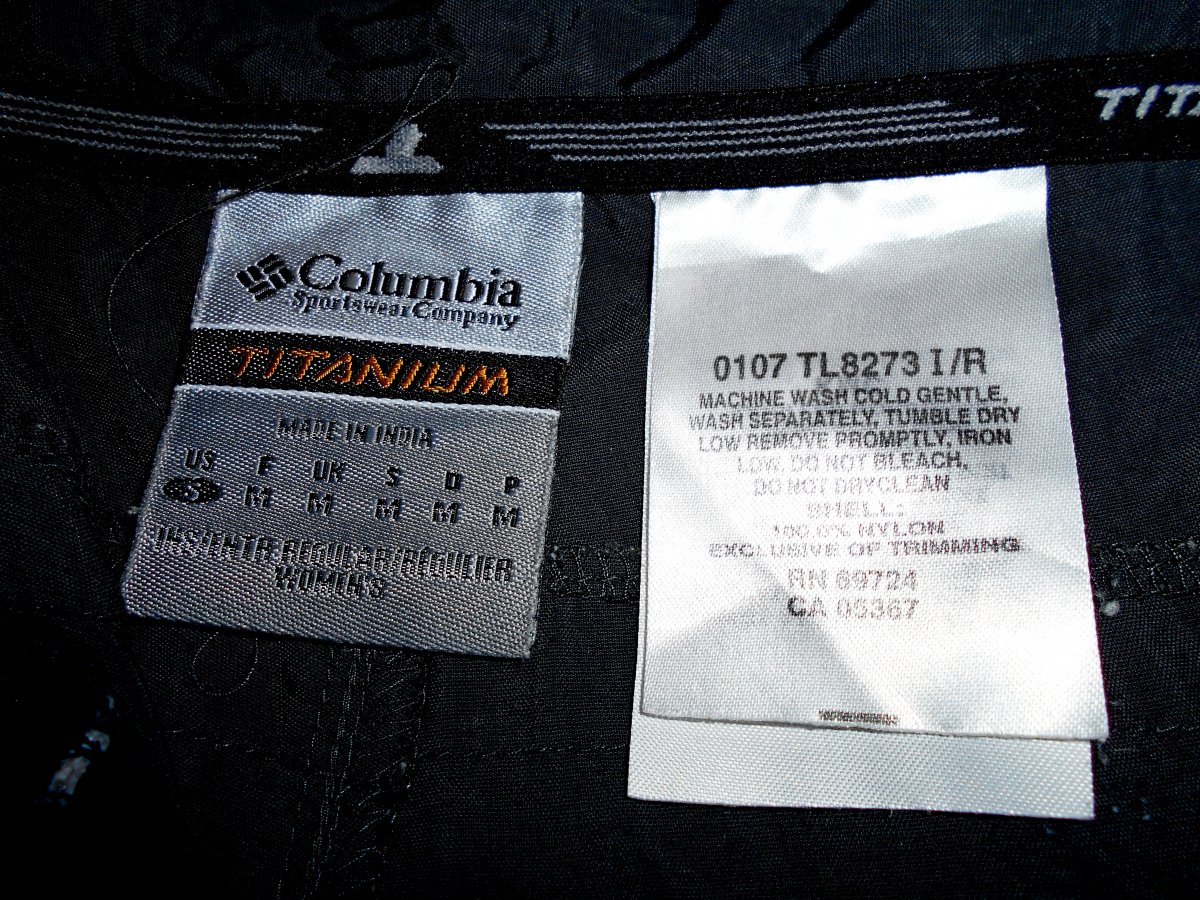 TITA
Columbia
Sportswear Company
TITANIUM
MADE IN INDIA
US F UK S D P
S M M M M M
REGULAR/RÉGULIER
WOMEN'S
0107 TL8273 I/R
MACHINE WASH COLD GENTLE,
WASH SEPARATELY, TUMBLE DRY
LOW REMOVE PROMPTLY, IRON
LOW. DO NOT BLEACH,
DO NOT DRYCLEAN
SHELL:
100.0% NYLON
EXCLUSIVE OF TRIMMING
RN 69724
CA 05367